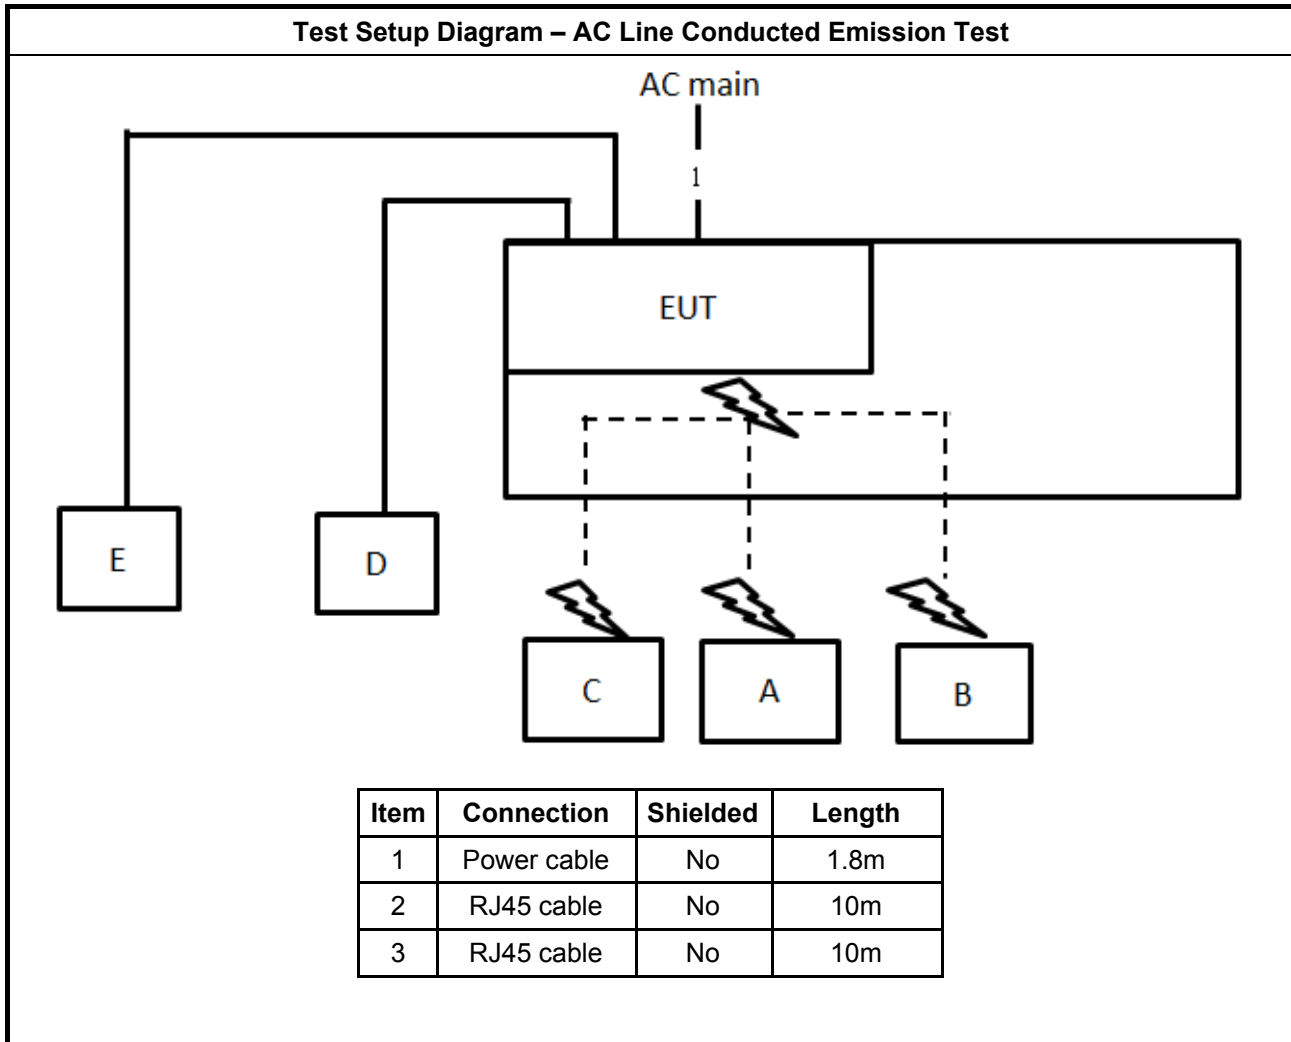 Test Setup Diagram – AC Line Conducted Emission Test
AC main
1
EUT
E
D
C
A
B
Item Connection Shielded Length
1 Power cable No 1.8m
2 RJ45 cable No 10m
3 RJ45 cable No 10m